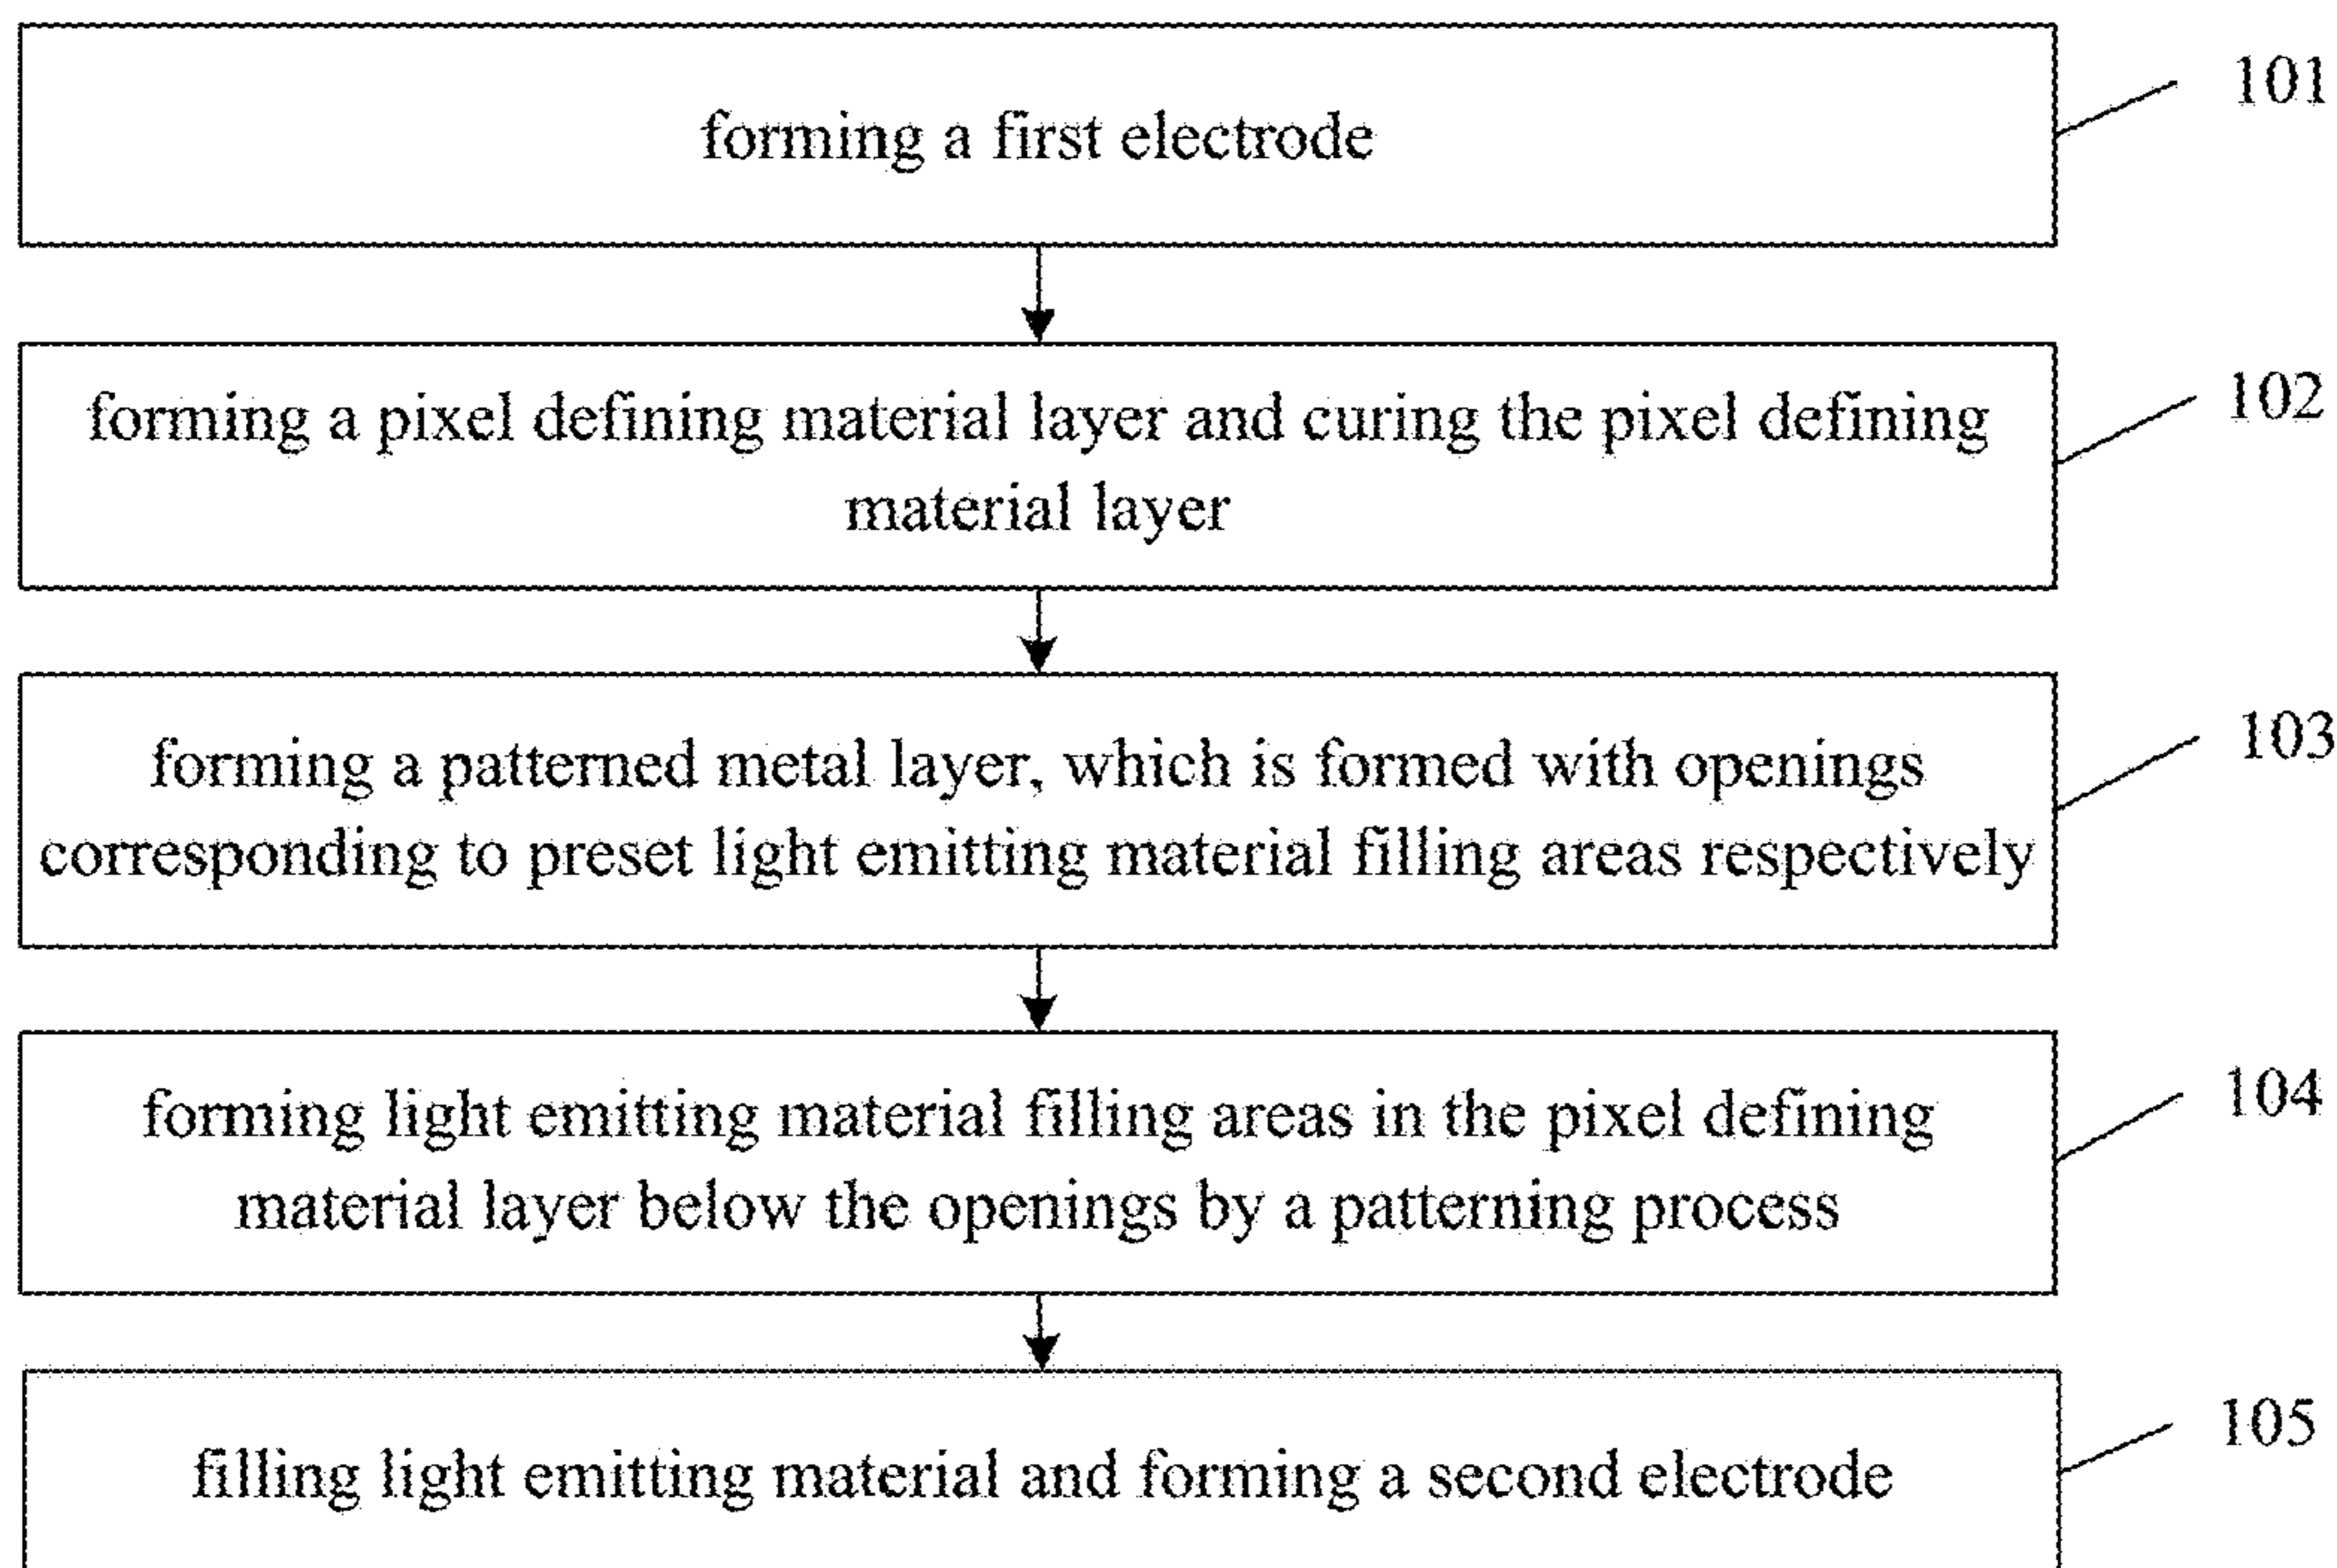 forming a first electrode
101
forming a pixel defining material layer and curing the pixel defining
material layer
102
forming a patterned metal layer, which is formed with openings
corresponding to preset light emitting material filling areas respectively
103
forming light emitting material filling areas in the pixel defining
material layer below the openings by a patterning process
104
filling light emitting material and forming a second electrode
105